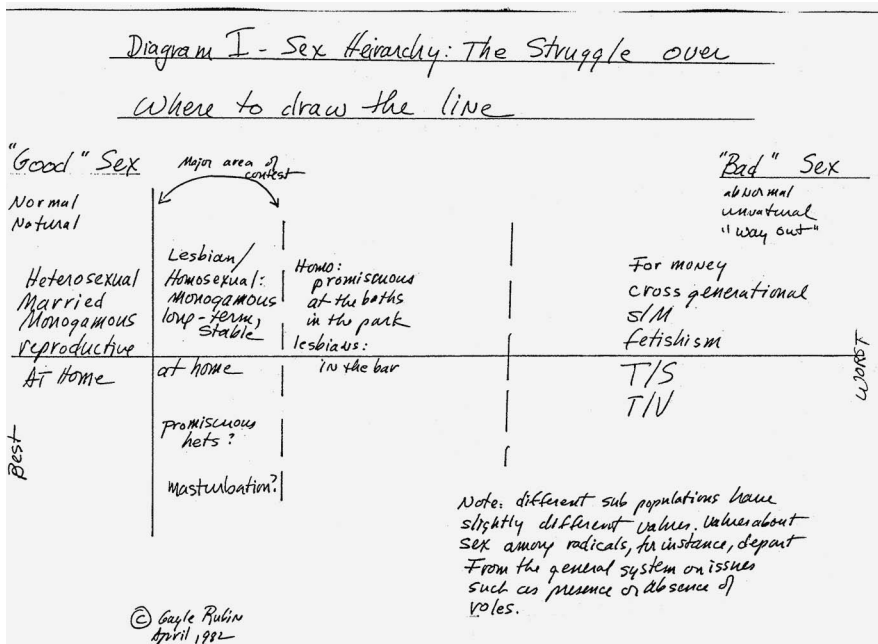 Diagram I - Sex Heirarchy: The Struggle over
Where to draw the line
"Good" Sex
Normal
Natural
Heterosexual
Married
Monogamous
reproductive
At Home
Best
Major area of
contest
Lesbian/
Homosexual:
Monogamous
long-term,
stable
at home
promiscuous
hets?
masturbation?
Homo:
promiscuous
at the baths
in the park
lesbians:
in the bar
"Bad" Sex
abnormal
unnatural
"way out"
For money
cross generational
S/M
fetishism
T/S
T/V
WORST
Note: different sub populations have
slightly different values. Values about
sex among radicals, for instance, depart
From the general system on issues
such as presence or absence of
roles.
© Gayle Rubin
April, 1982